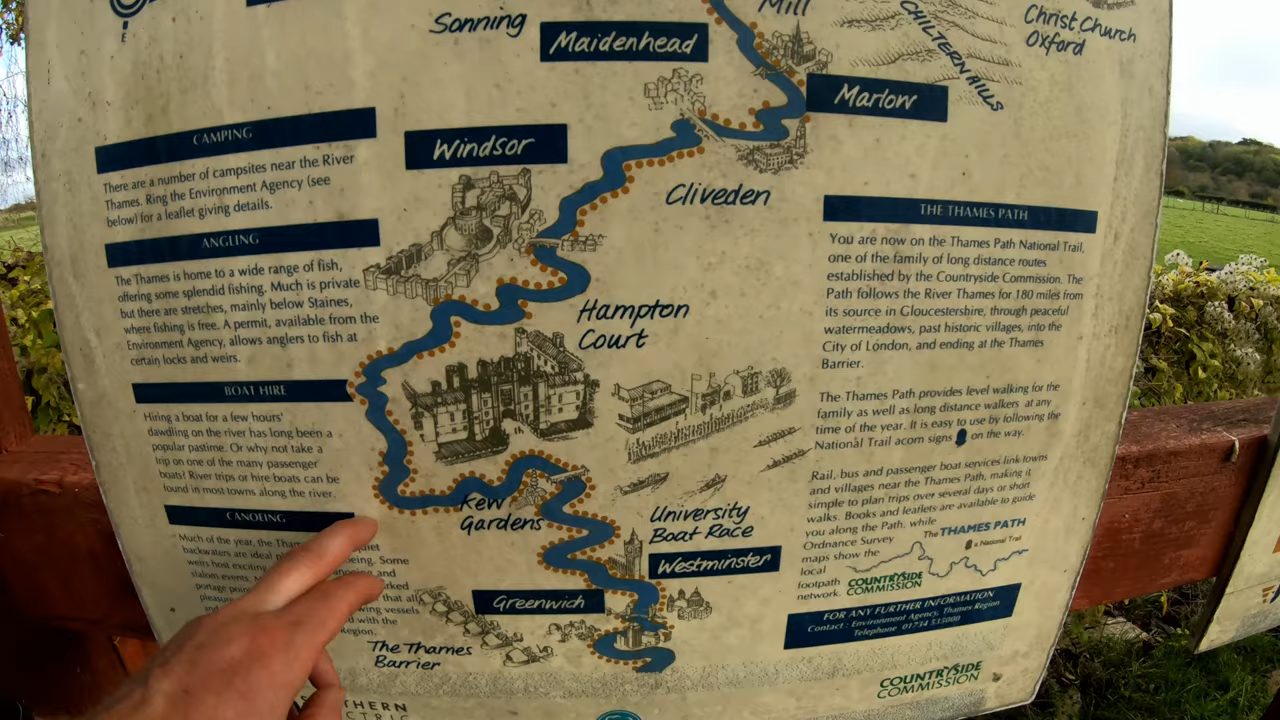 E
Sonning
Maidenhead
Mill
CHILTERN HILLS
Christ Church
Oxford
Marlow
Windsor
Cliveden
CAMPING
There are a number of campsites near the River
Thames. Ring the Environment Agency (see
below) for a leaflet giving details.
ANGLING
The Thames is home to a wide range of fish,
offering some splendid fishing. Much is private
but there are stretches, mainly below Staines,
where fishing is free. A permit, available from the
Environment Agency, allows anglers to fish at
certain locks and weirs.
BOAT HIRE
Hiring a boat for a few hours'
dawdling on the river has long been a
popular pastime. Or why not take a
trip on one of the many passenger
boats? River trips or hire boats can be
found in most towns along the river.
CANOEING
Much of the year, the
backwaters are ideal
weirs host
slalom events.
portage
Some
and
that all
vessels
with the
region.
Hampton
Court
Kew
Gardens
University
Boat Race
Westminster
Greenwich
The Thames
Barrier
THE THAMES PATH
You are now on the Thames Path National Trail,
one of the family of long distance routes
established by the Countryside Commission. The
Path follows the River Thames for 180 miles from
its source in Gloucestershire, through peaceful
watermeadows, past historic villages, into the
City of London, and ending at the Thames
Barrier.
The Thames Path provides level walking for the
family as well as long distance walkers at any
time of the year. It is easy to use by following the
National Trail acorn signs on the way.
Rail, bus and passenger boat services link towns
and villages near the Thames Path, making it
simple to plan trips over several days or short
walks. Books and leaflets are available to guide
you along the Path, while
Ordnance Survey
maps show the
local
footpath
network.
The THAMES PATH
a National Trail
COUNTRYSIDE
COMMISSION
FOR ANY FURTHER INFORMATION
Contact : Environment Agency, Thames Region
Telephone 01734 535000
COUNTRYSIDE
COMMISSION